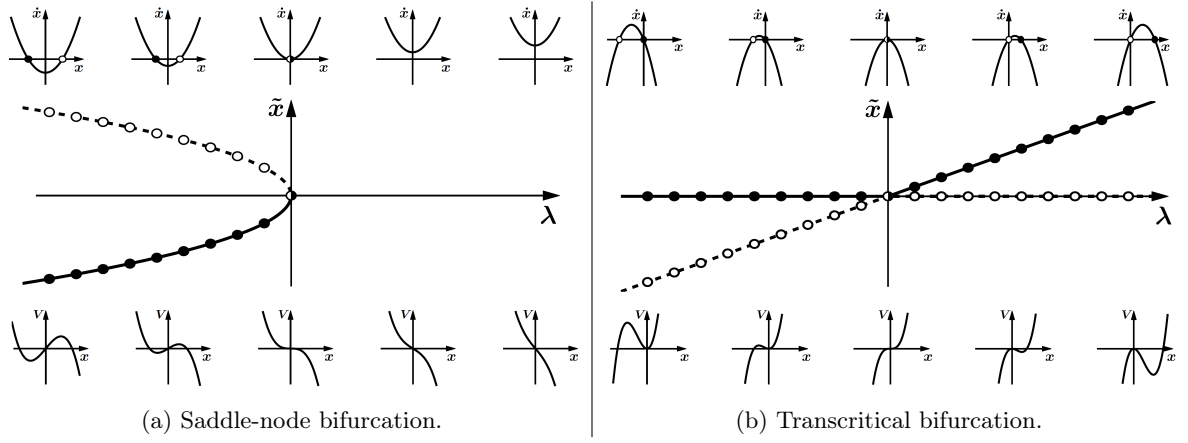 ẋ ẋ ẋ ẋ ẋ
x x x x x
x̃
λ
V V V V V
x x x x x
(a) Saddle-node bifurcation.
ẋ ẋ ẋ ẋ ẋ
x x x x x
x̃
λ
V V V V V
x x x x x
(b) Transcritical bifurcation.